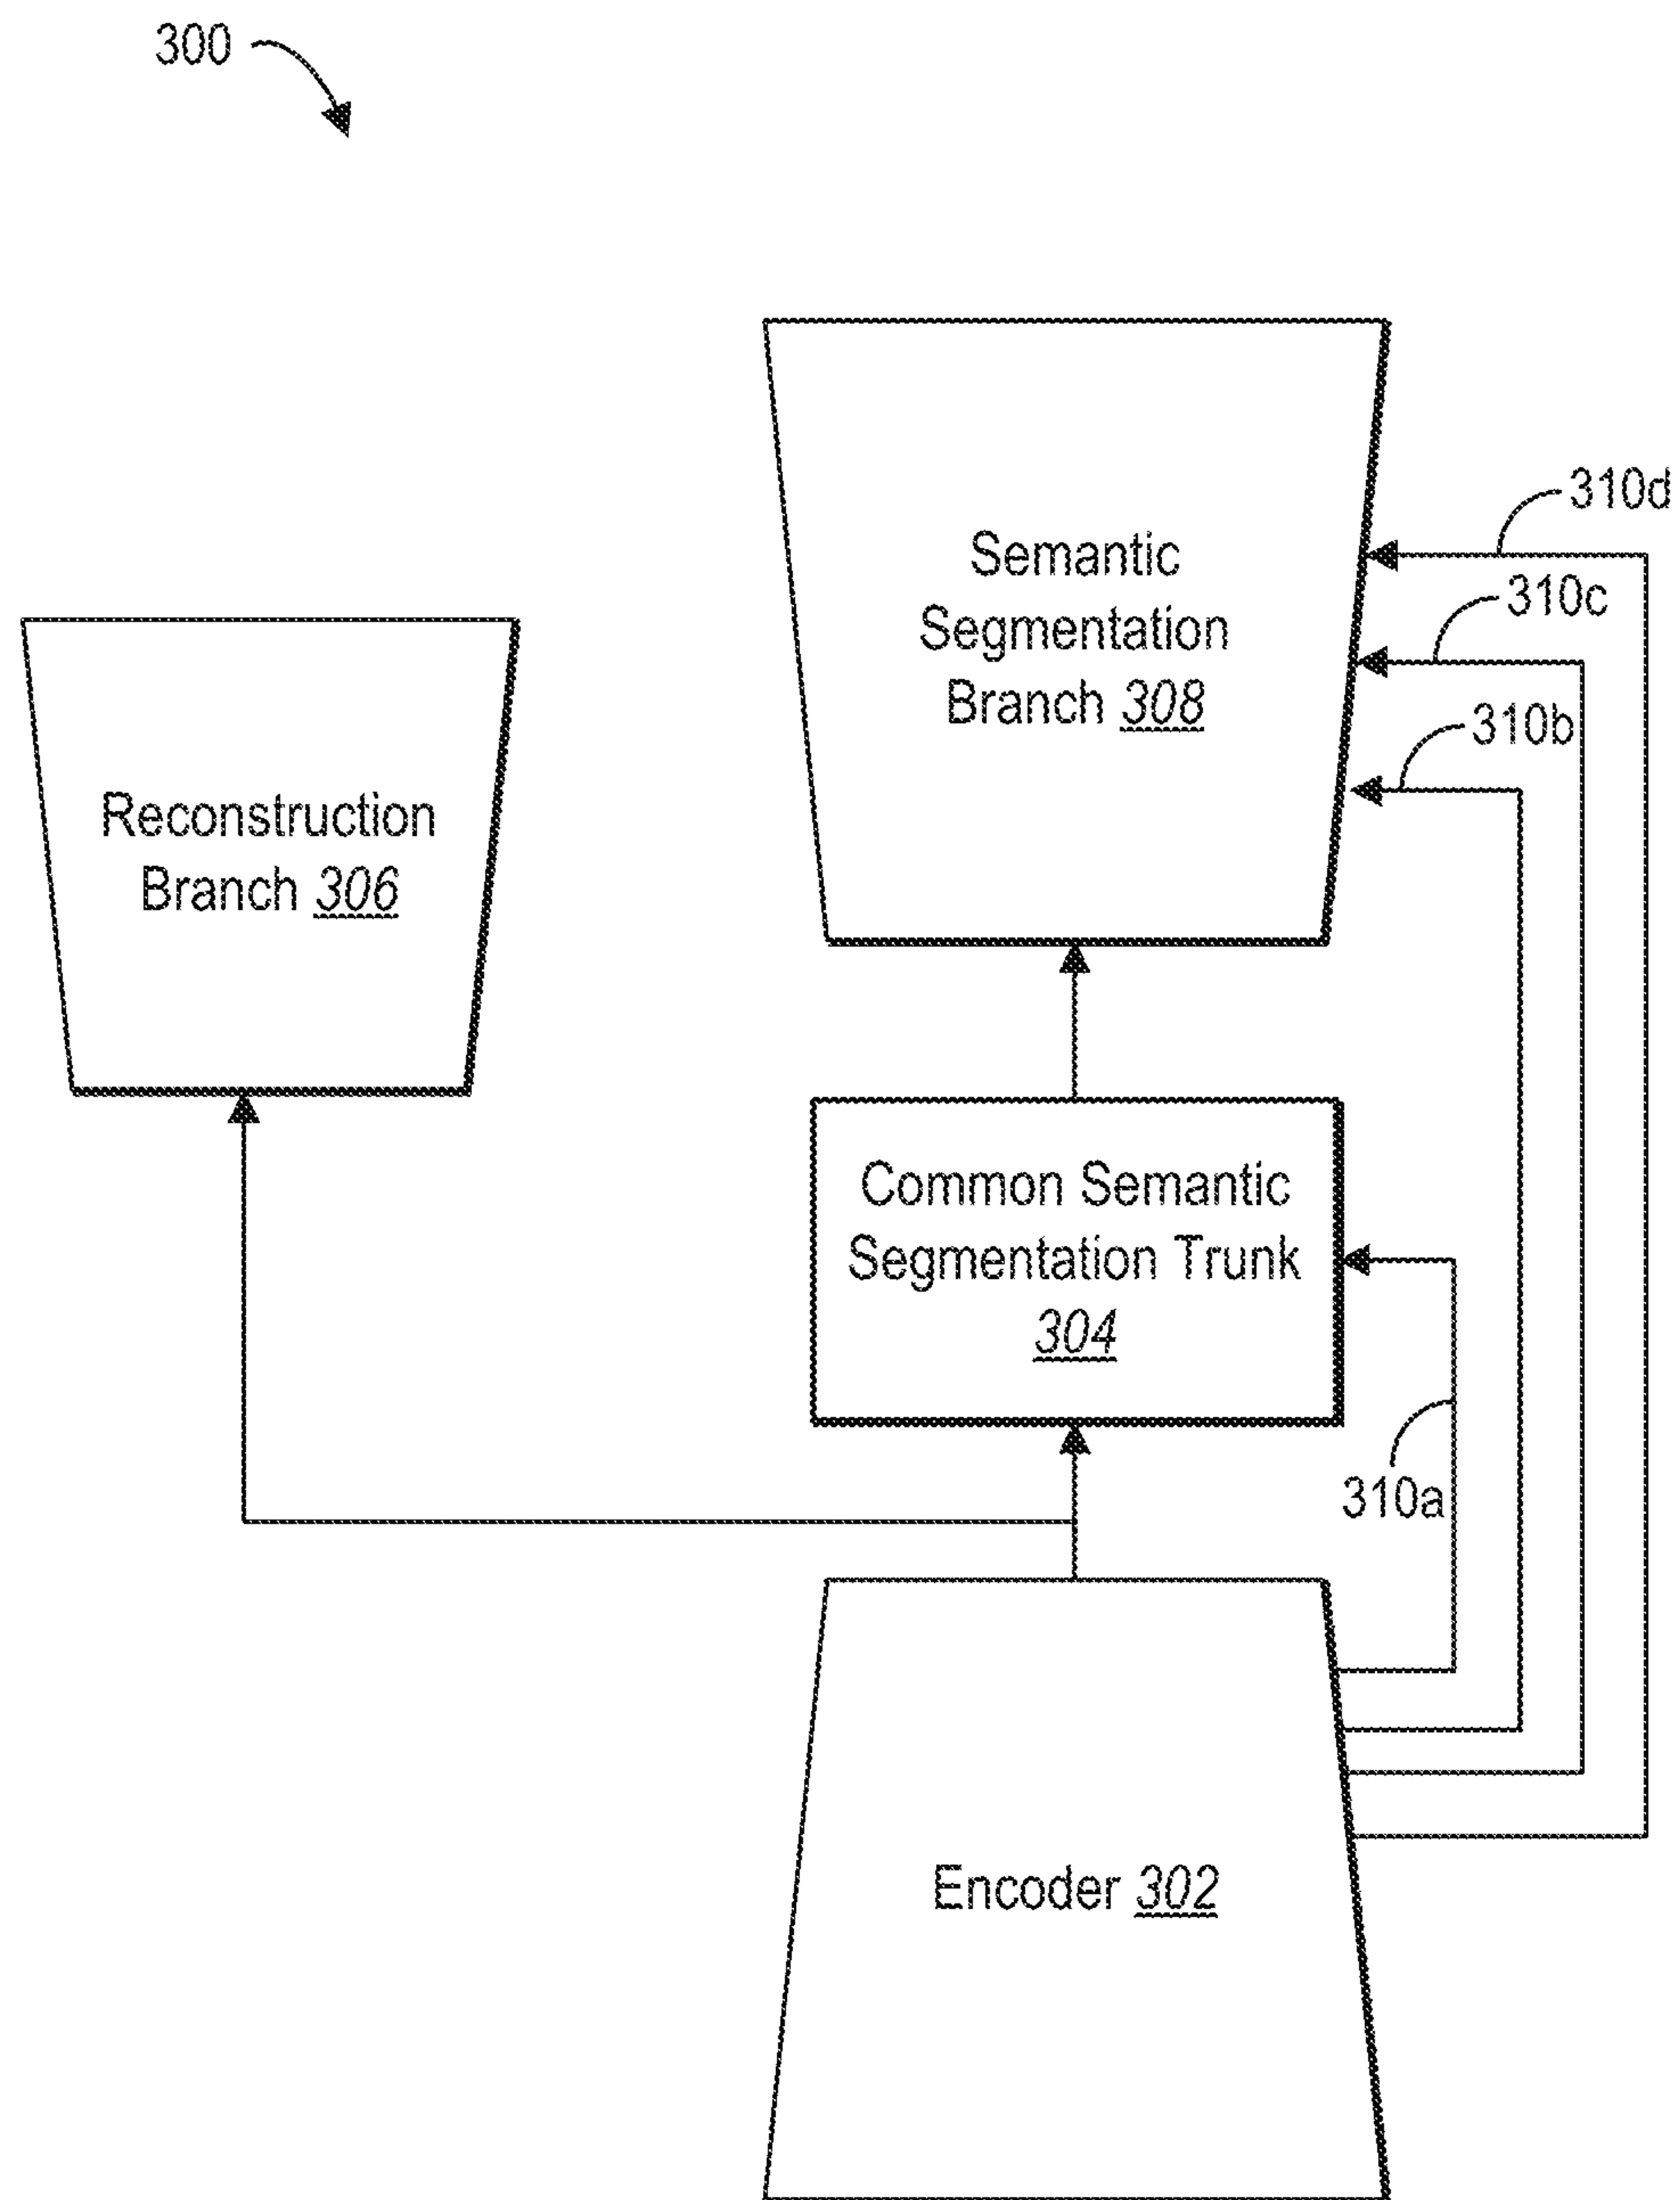 300
310d
Semantic
Segmentation
Branch 308
310c
310b
Reconstruction
Branch 306
Common Semantic
Segmentation Trunk
304
310a
Encoder 302